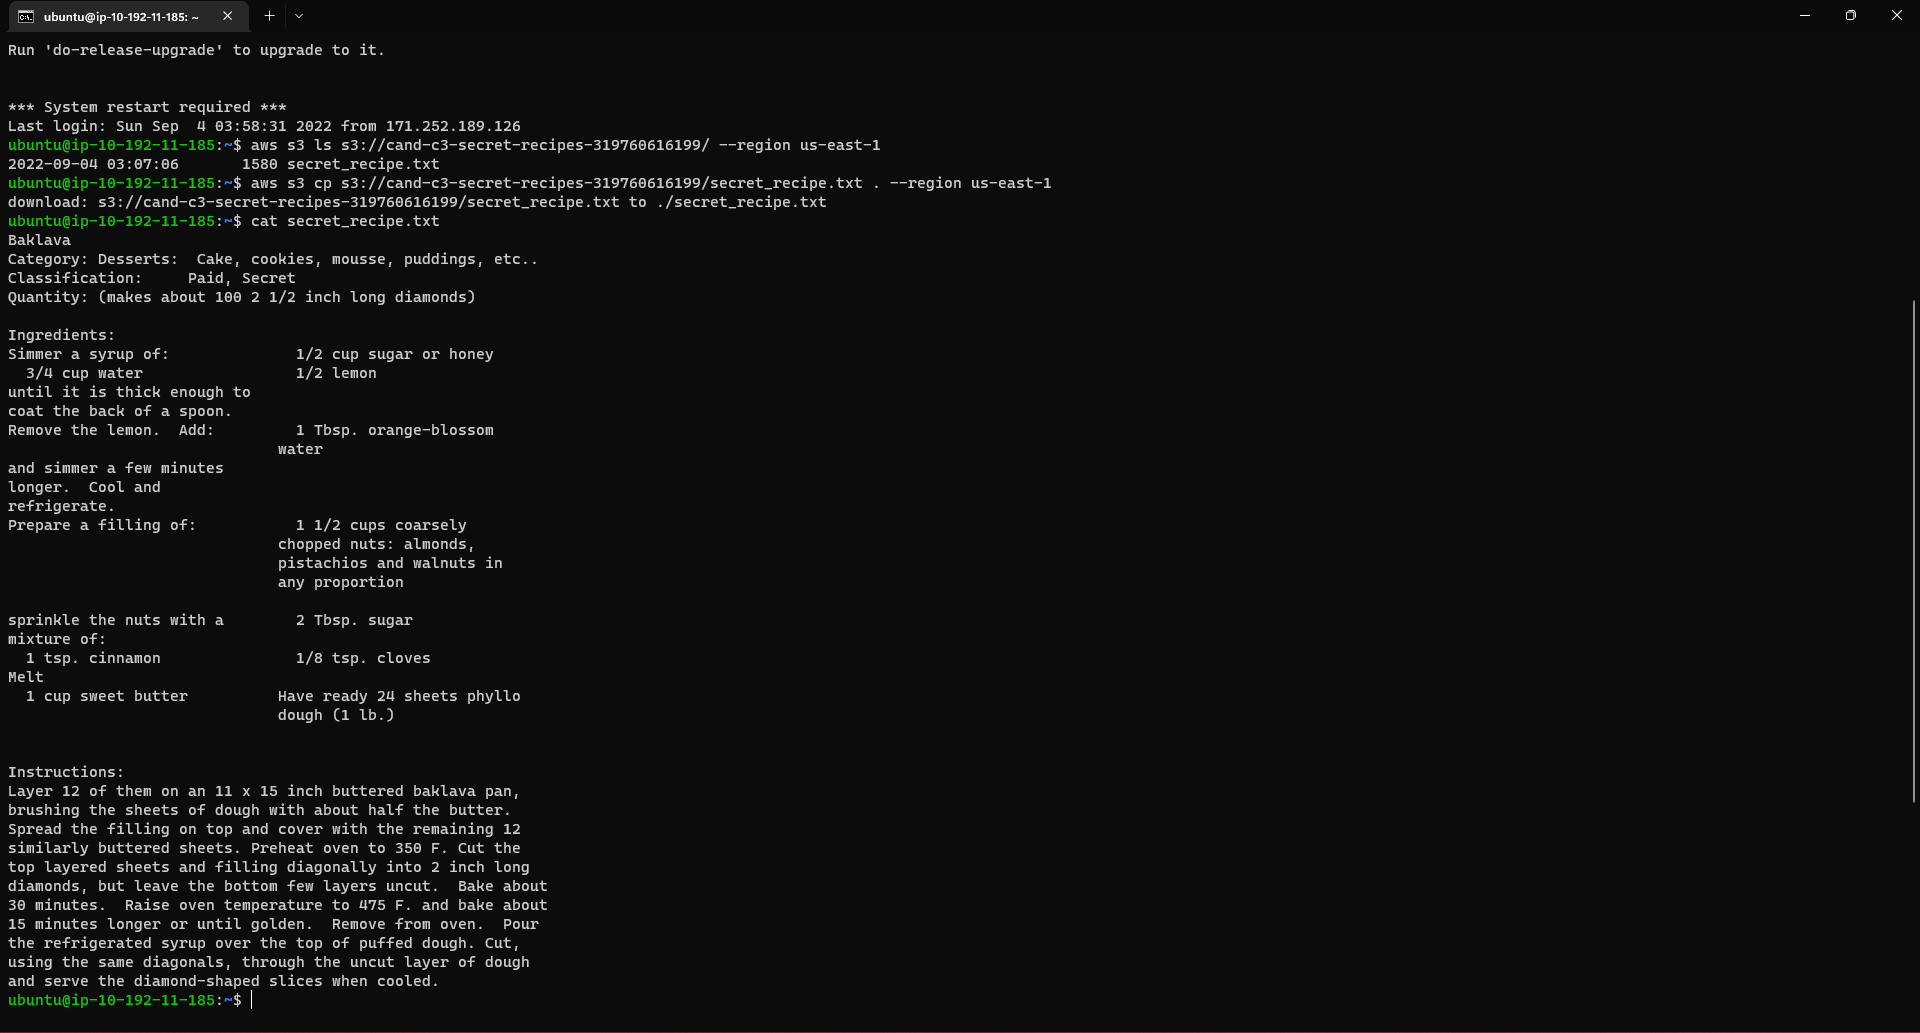 ubuntu@ip-10-192-11-185: ~
Run 'do-release-upgrade' to upgrade to it.
*** System restart required ***
Last login: Sun Sep  4 03:58:31 2022 from 171.252.189.126
ubuntu@ip-10-192-11-185:~$ aws s3 ls s3://cand-c3-secret-recipes-319760616199/ --region us-east-1
2022-09-04 03:07:06       1580 secret_recipe.txt
ubuntu@ip-10-192-11-185:~$ aws s3 cp s3://cand-c3-secret-recipes-319760616199/secret_recipe.txt . --region us-east-1
download: s3://cand-c3-secret-recipes-319760616199/secret_recipe.txt to ./secret_recipe.txt
ubuntu@ip-10-192-11-185:~$ cat secret_recipe.txt
Baklava
Category: Desserts:  Cake, cookies, mousse, puddings, etc..
Classification:     Paid, Secret
Quantity: (makes about 100 2 1/2 inch long diamonds)
Ingredients:
Simmer a syrup of:              1/2 cup sugar or honey
  3/4 cup water                 1/2 lemon
until it is thick enough to
coat the back of a spoon.
Remove the lemon.  Add:         1 Tbsp. orange-blossom
                              water
and simmer a few minutes
longer.  Cool and
refrigerate.
Prepare a filling of:           1 1/2 cups coarsely
                              chopped nuts: almonds,
                              pistachios and walnuts in
                              any proportion
sprinkle the nuts with a        2 Tbsp. sugar
mixture of:
  1 tsp. cinnamon               1/8 tsp. cloves
Melt
  1 cup sweet butter          Have ready 24 sheets phyllo
                              dough (1 lb.)
Instructions:
Layer 12 of them on an 11 x 15 inch buttered baklava pan,
brushing the sheets of dough with about half the butter.
Spread the filling on top and cover with the remaining 12
similarly buttered sheets. Preheat oven to 350 F. Cut the
top layered sheets and filling diagonally into 2 inch long
diamonds, but leave the bottom few layers uncut.  Bake about
30 minutes.  Raise oven temperature to 475 F. and bake about
15 minutes longer or until golden.  Remove from oven.  Pour
the refrigerated syrup over the top of puffed dough. Cut,
using the same diagonals, through the uncut layer of dough
and serve the diamond-shaped slices when cooled.
ubuntu@ip-10-192-11-185:~$